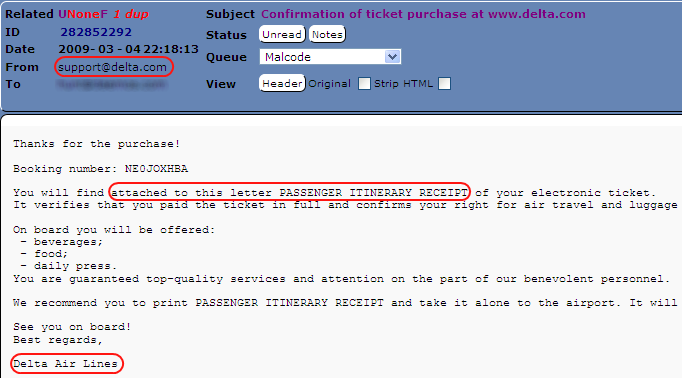 Related UNoneF 1 dup
Subject Confirmation of ticket purchase at www.delta.com
ID 282852292
Status Unread Notes
Date 2009-03-04 22:18:13
Queue Malcode
From support@delta.com
To
View Header Original Strip HTML
Thanks for the purchase!
Booking number: NE0JOXHBA
You will find attached to this letter PASSENGER ITINERARY RECEIPT of your electronic ticket.
It verifies that you paid the ticket in full and confirms your right for air travel and luggage
On board you will be offered:
- beverages;
- food;
- daily press.
You are guaranteed top-quality services and attention on the part of our benevolent personnel.
We recommend you to print PASSENGER ITINERARY RECEIPT and take it alone to the airport. It will
See you on board!
Best regards,
Delta Air Lines